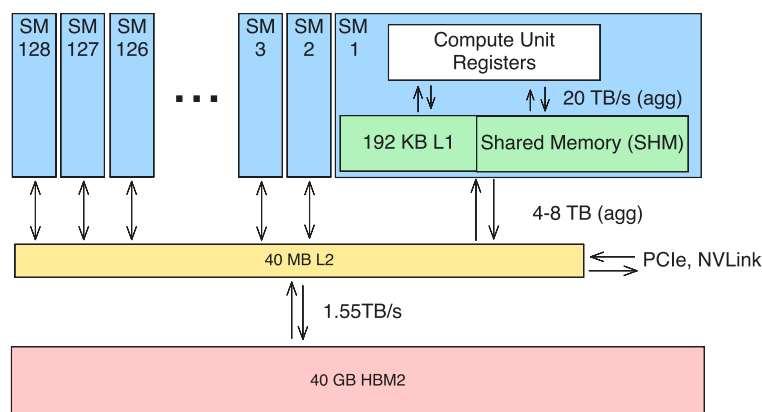 SM
128
SM
127
SM
126
...
SM
3
SM
2
SM
1
Compute Unit
Registers
20 TB/s (agg)
192 KB L1
Shared Memory (SHM)
4-8 TB (agg)
40 MB L2
PCIe, NVLink
1.55TB/s
40 GB HBM2